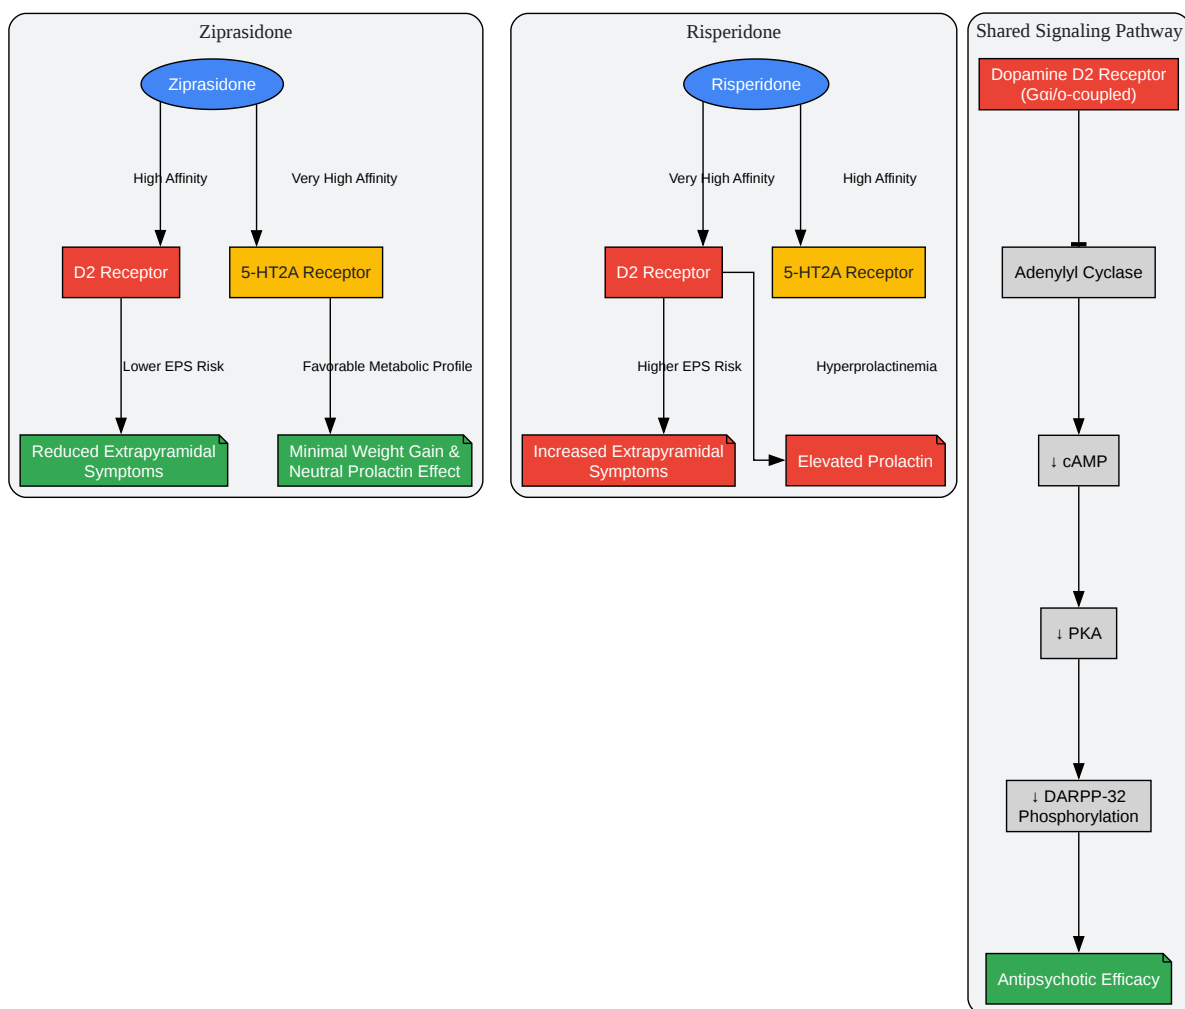 Ziprasidone
Ziprasidone
High Affinity
Very High Affinity
D2 Receptor
5-HT2A Receptor
Lower EPS Risk
Favorable Metabolic Profile
Reduced Extrapyramidal
Symptoms
Minimal Weight Gain &
Neutral Prolactin Effect
Risperidone
Risperidone
Very High Affinity
High Affinity
D2 Receptor
5-HT2A Receptor
Higher EPS Risk
Hyperprolactinemia
Increased Extrapyramidal
Symptoms
Elevated Prolactin
Shared Signaling Pathway
Dopamine D2 Receptor
(Gαi/o-coupled)
Adenylyl Cyclase
↓ cAMP
↓ PKA
↓ DARPP-32
Phosphorylation
Antipsychotic Efficacy